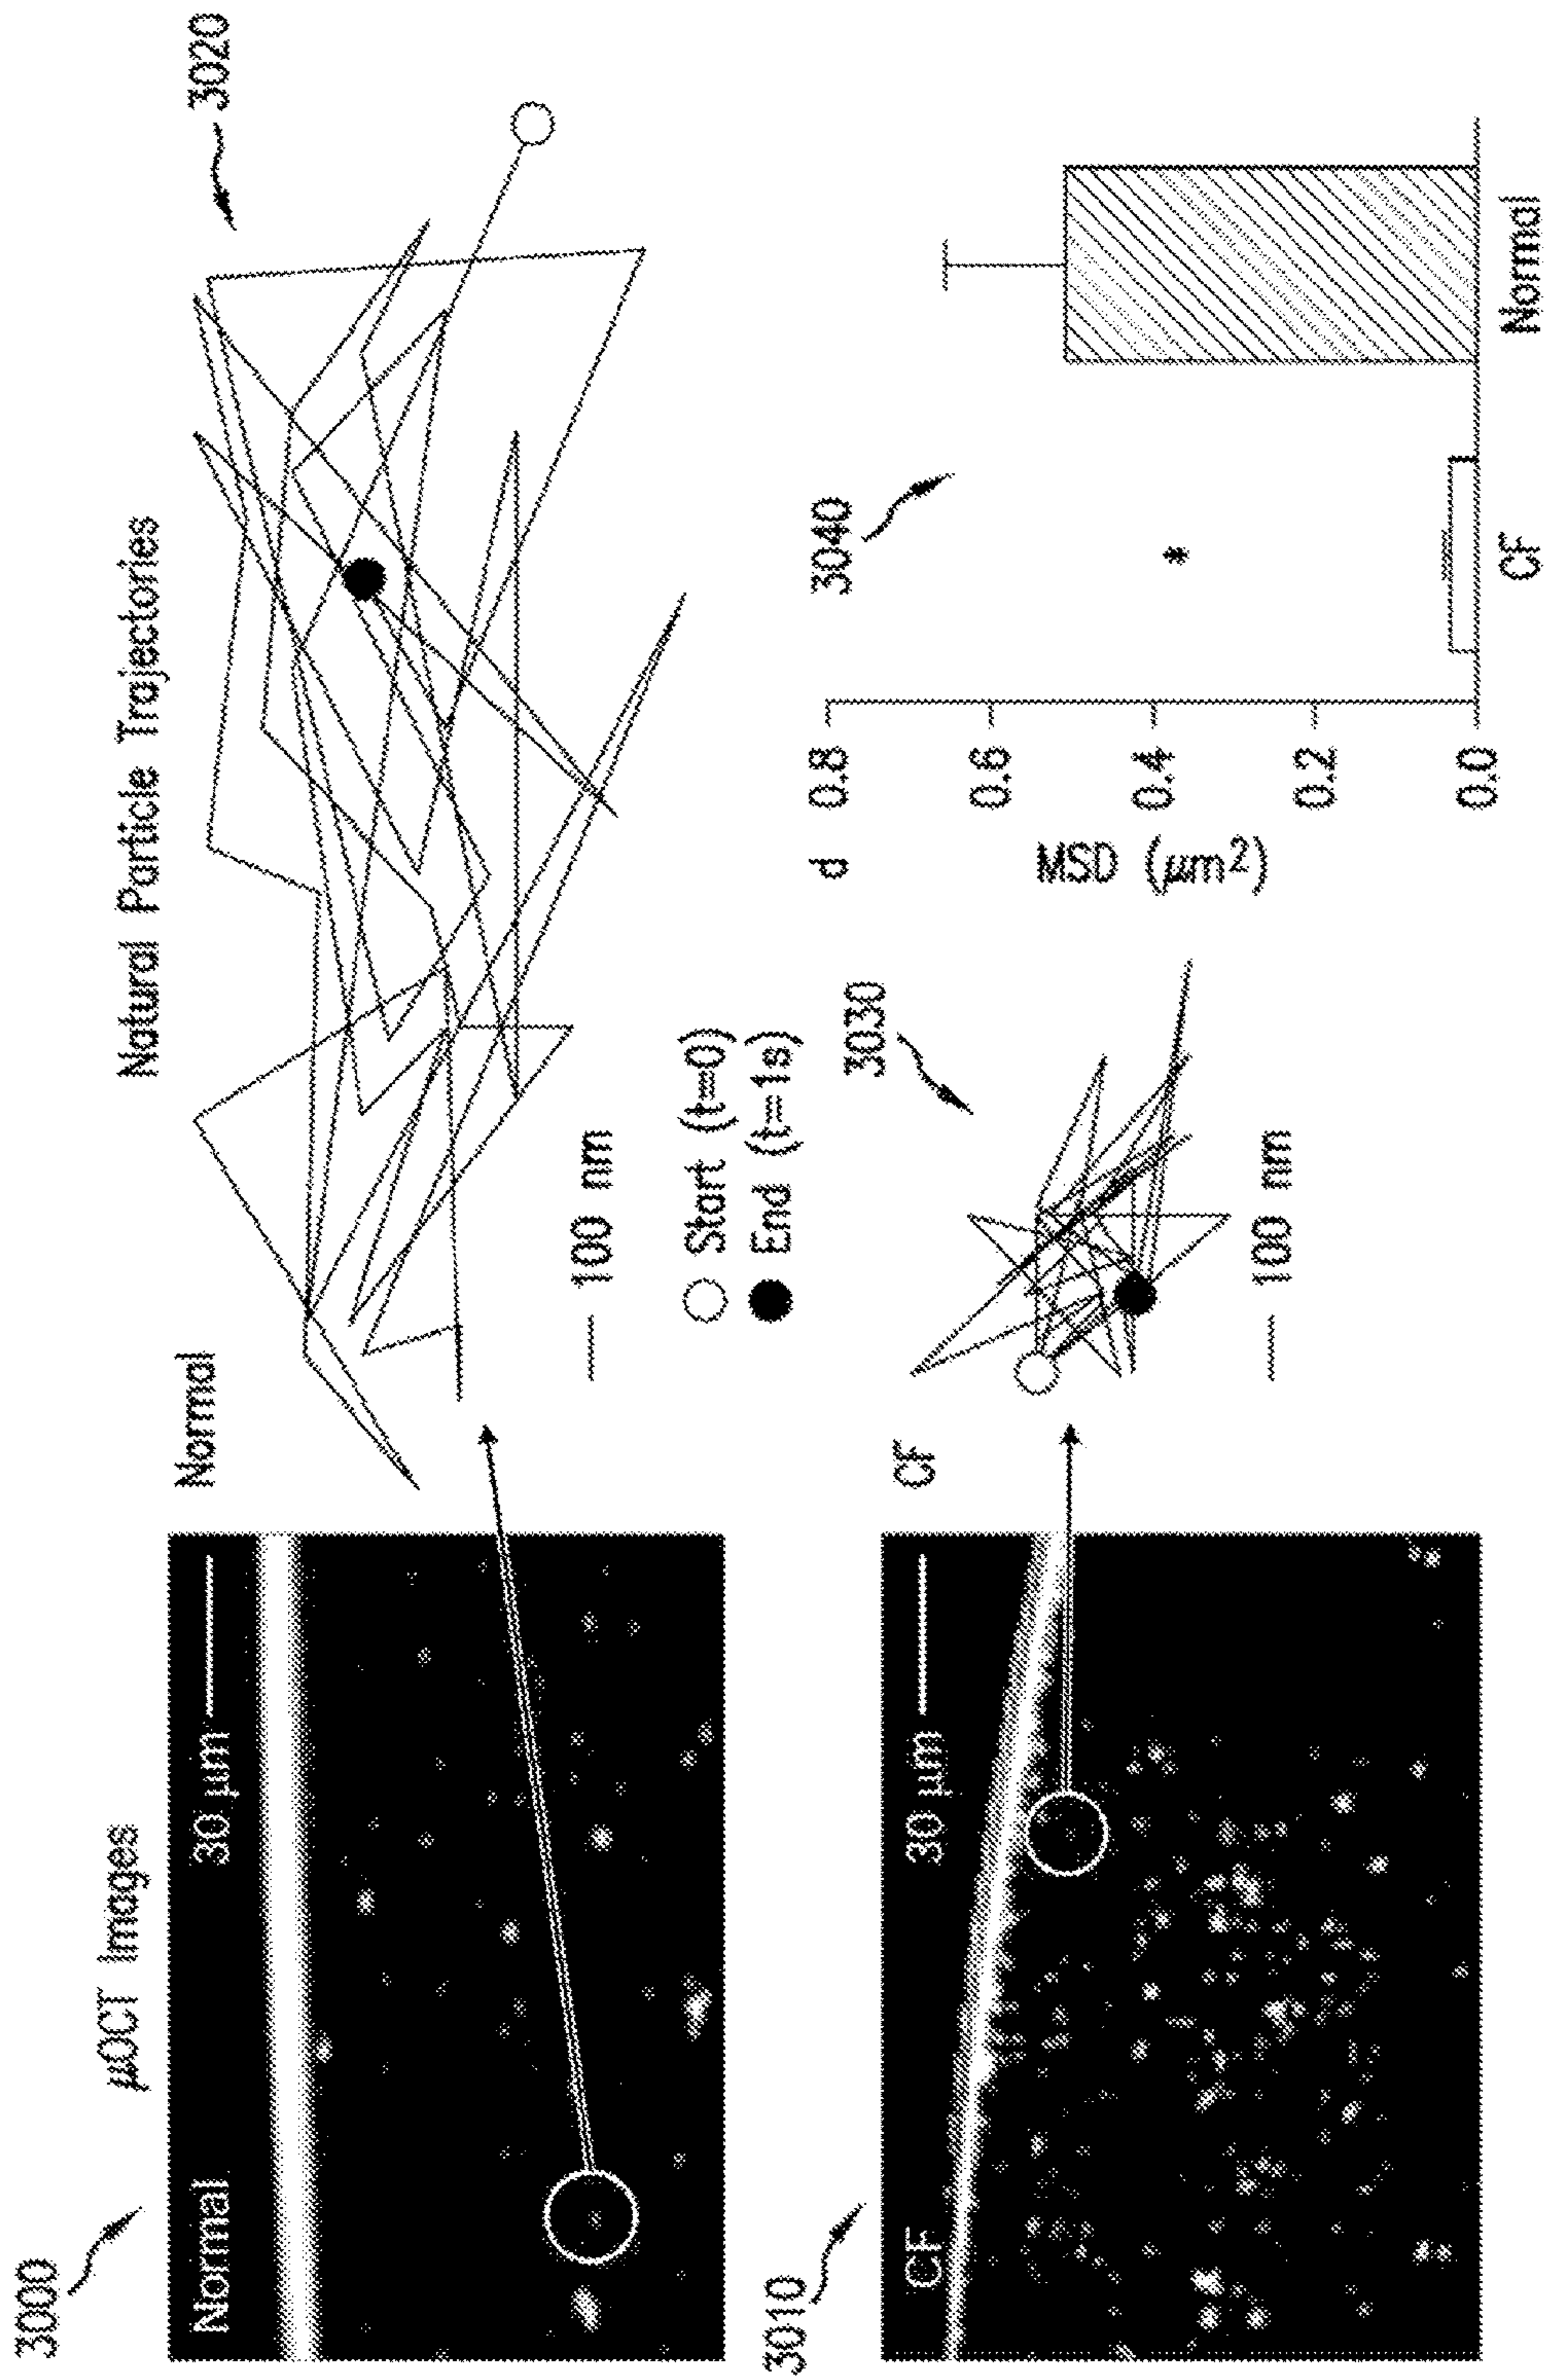 3000
µOCT Images
Natural Particle Trajectories
3020
Normal
30 µm
Normal
100 nm
Start (t=0)
End (t=1s)
3010
CF
30 µm
CF
3030
100 nm
d
3040
MSD (µm2)
0.8
0.6
0.4
0.2
0.0
*
CF
Normal